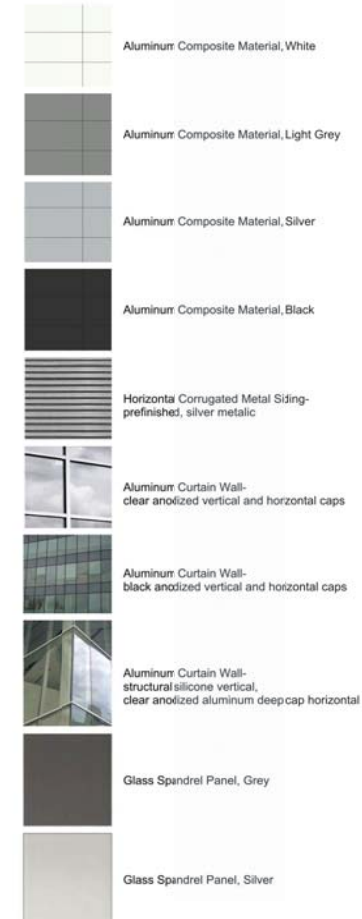 Aluminum Composite Material, White
Aluminum Composite Material, Light Grey
Aluminum Composite Material, Silver
Aluminum Composite Material, Black
Horizontal Corrugated Metal Siding-
prefinished, silver metalic
Aluminum Curtain Wall-
clear anodized vertical and horizontal caps
Aluminum Curtain Wall-
black anodized vertical and horizontal caps
Aluminum Curtain Wall-
structural silicone vertical,
clear anodized aluminum deep cap horizontal
Glass Spandrel Panel, Grey
Glass Spandrel Panel, Silver